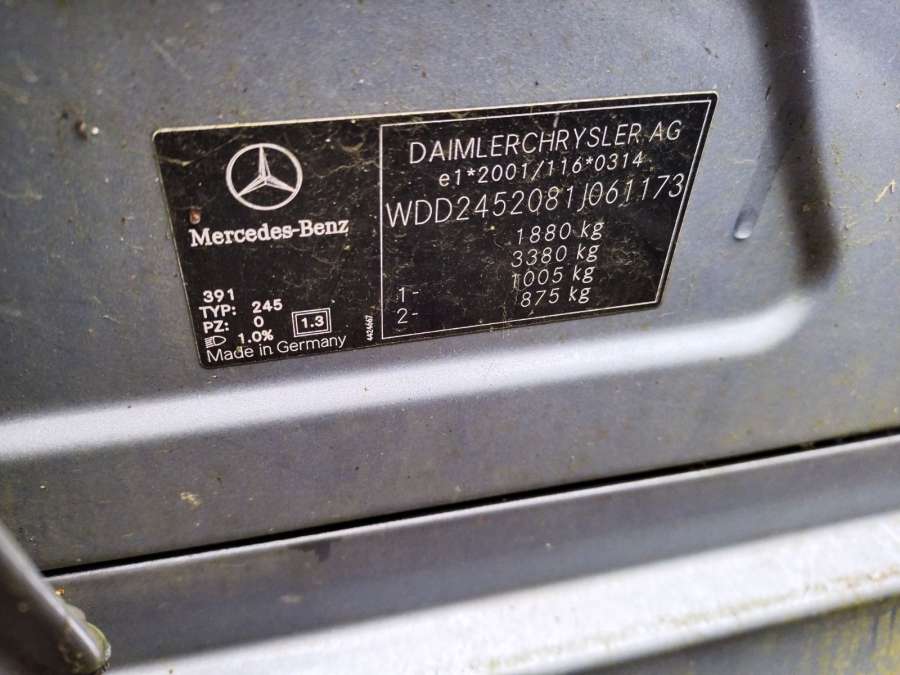 Mercedes-Benz
391
TYP: 245
PZ: 0
1.0%
1.3
Made in Germany
4424667
DAIMLERCHRYSLER AG
e1*2001/116*0314
WDD2452081J061173
1880 kg
3380 kg
1- 1005 kg
2- 875 kg